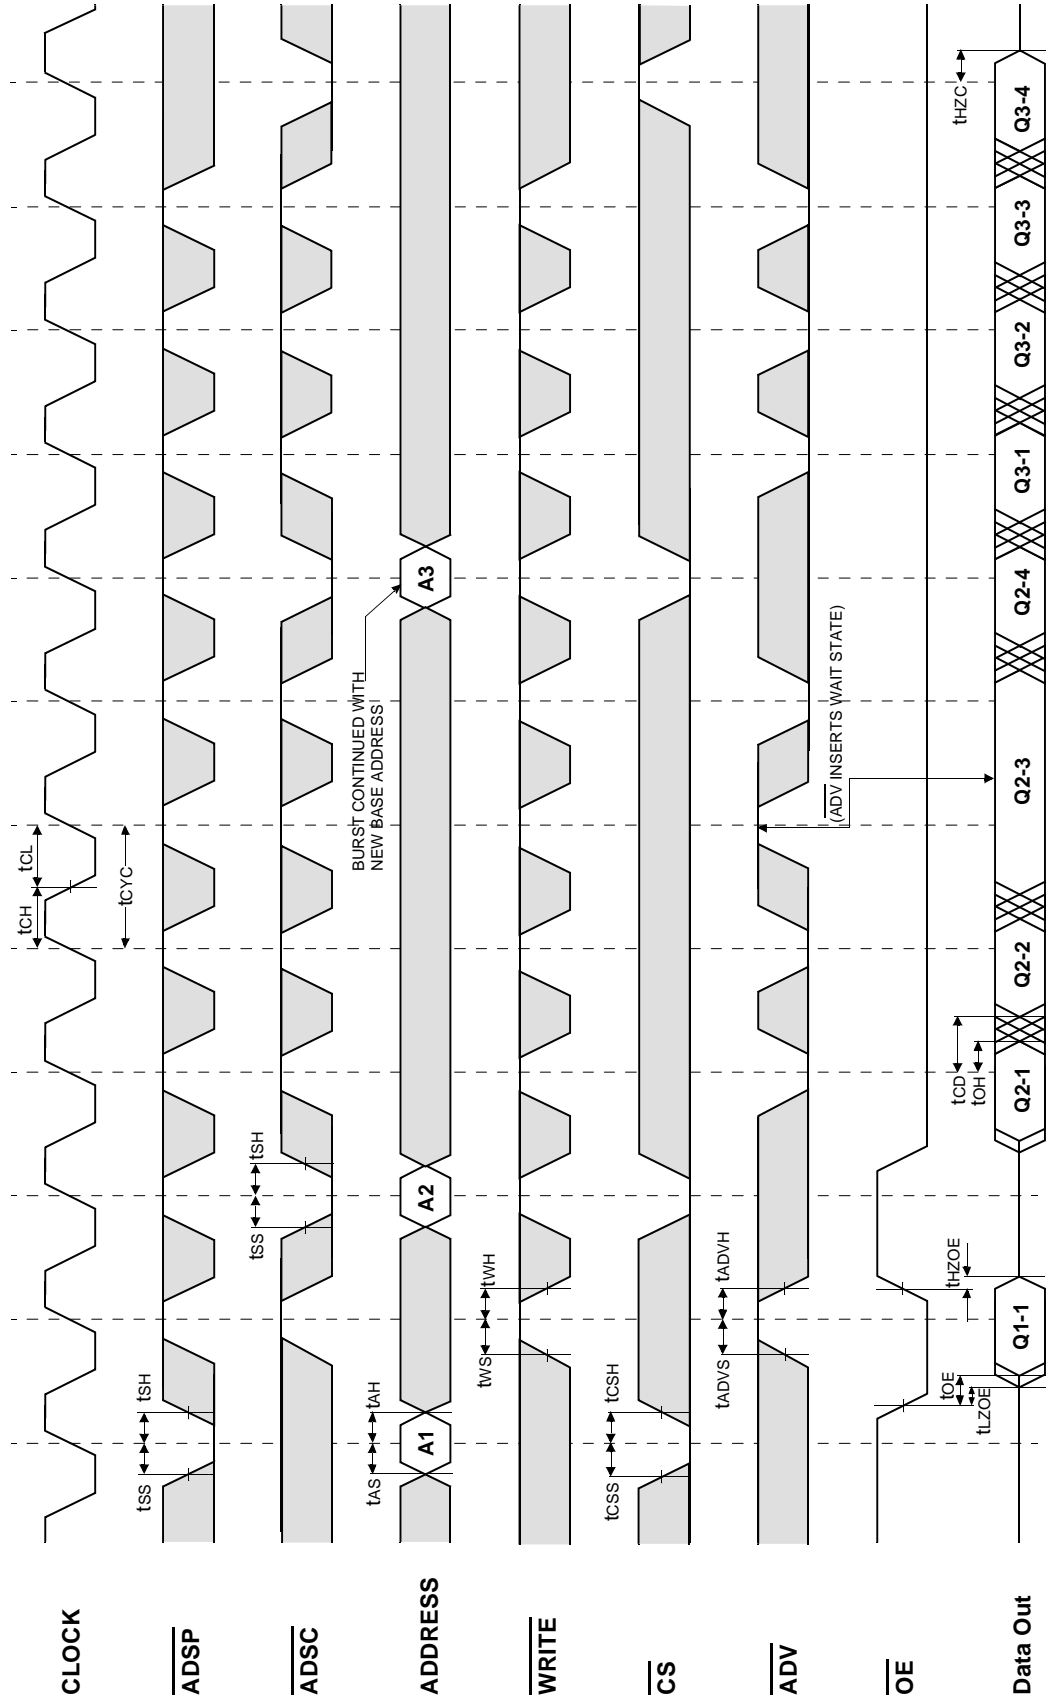 CLOCK
tCH
tCL
tCYC
ADSP
tSS
tSH
ADSC
tSS
tSH
BURST CONTINUED WITH
NEW BASE ADDRESS
ADDRESS
tAS
tAH
A1
A2
A3
WRITE
tWS
tWH
CS
tCSS
tCSH
ADV
tADVS
tADVH
(ADV INSERTS WAIT STATE)
OE
tOE
tLZOE
tHZOE
tCD
tOH
tHZC
Data Out
Q1-1
Q2-1
Q2-2
Q2-3
Q2-4
Q3-1
Q3-2
Q3-3
Q3-4